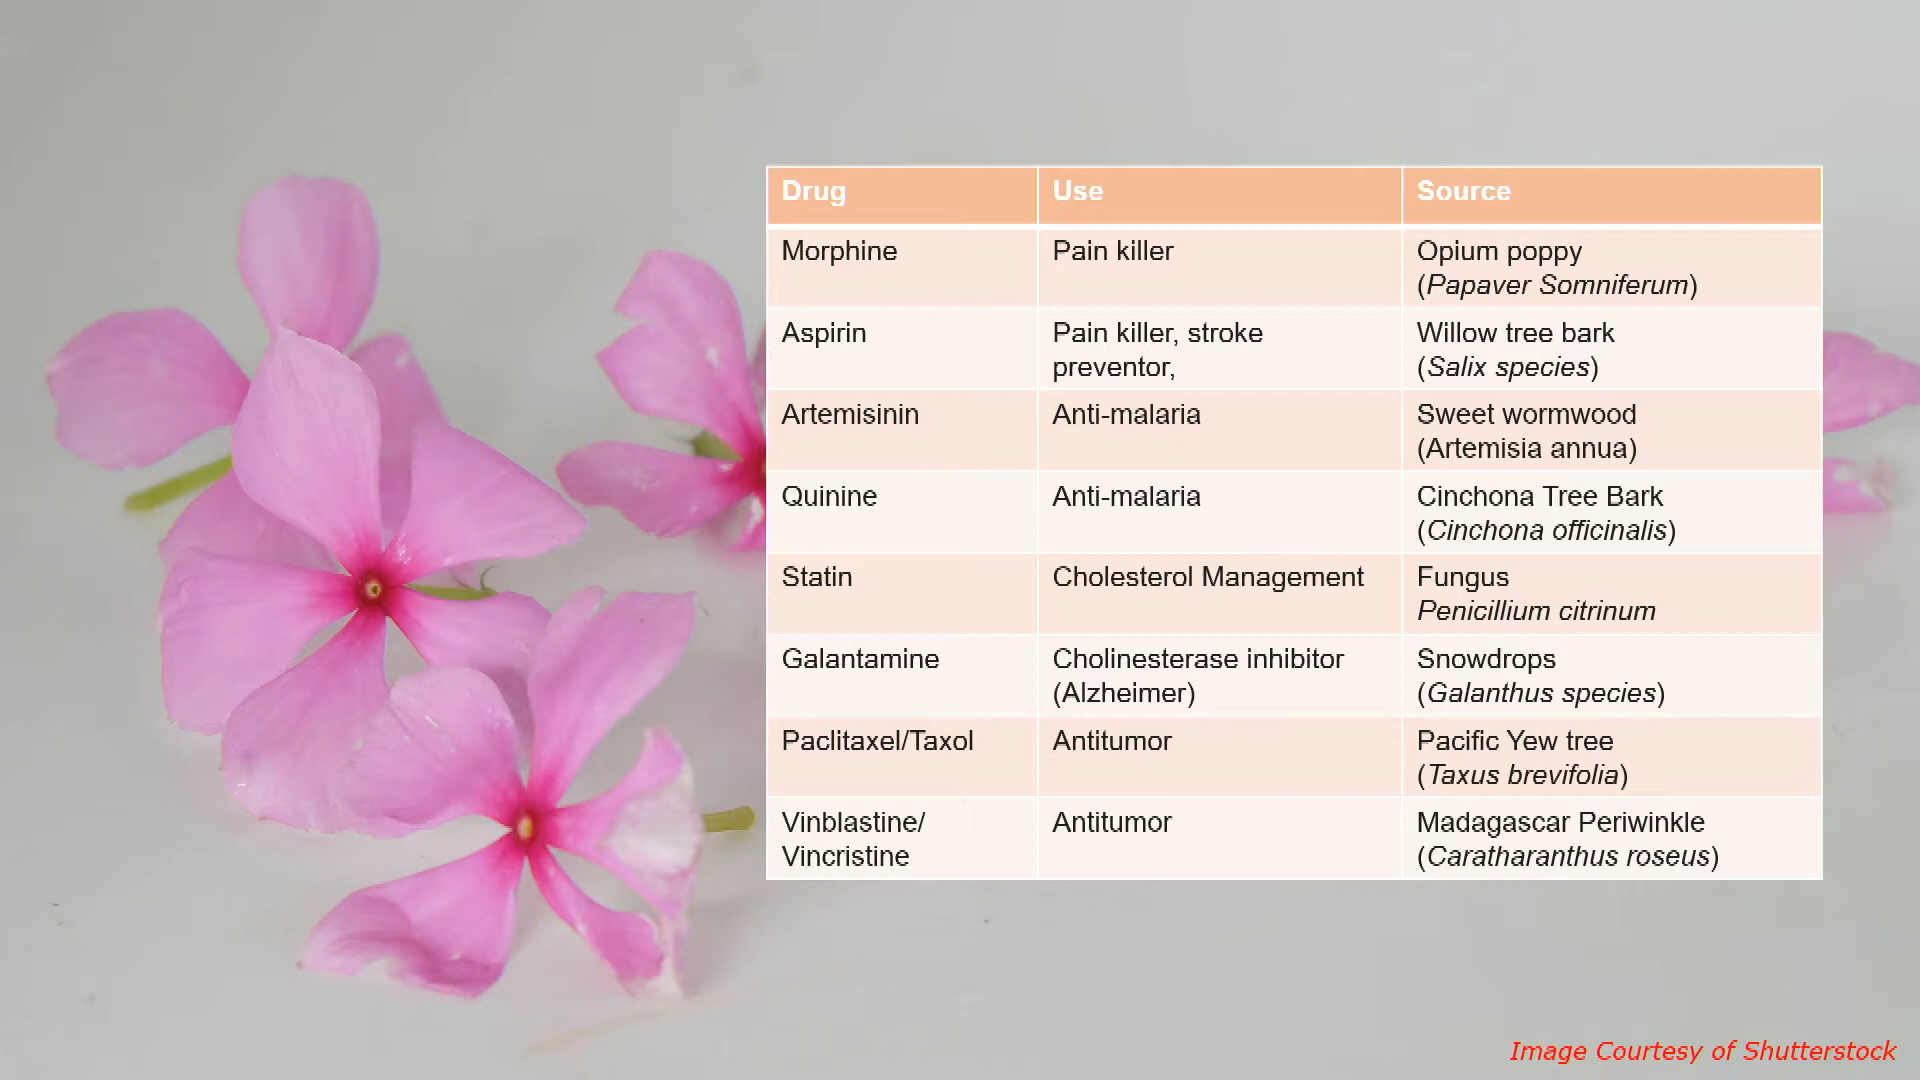 Drug Use Source
Morphine Pain killer Opium poppy
(Papaver Somniferum)
Aspirin Pain killer, stroke Willow tree bark
preventor, (Salix species)
Artemisinin Anti-malaria Sweet wormwood
(Artemisia annua)
Quinine Anti-malaria Cinchona Tree Bark
(Cinchona officinalis)
Statin Cholesterol Management Fungus
Penicillium citrinum
Galantamine Cholinesterase inhibitor Snowdrops
(Alzheimer) (Galanthus species)
Paclitaxel/Taxol Antitumor Pacific Yew tree
(Taxus brevifolia)
Vinblastine/ Antitumor Madagascar Periwinkle
Vincristine (Caratharanthus roseus)
Image Courtesy of Shutterstock